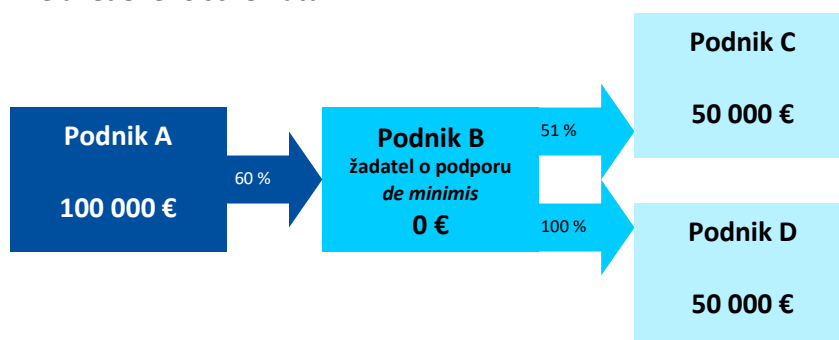 Podnik A
100 000 €
60 %
Podnik B
žadatel o podporu
de minimis
0 €
51 %
100 %
Podnik C
50 000 €
Podnik D
50 000 €